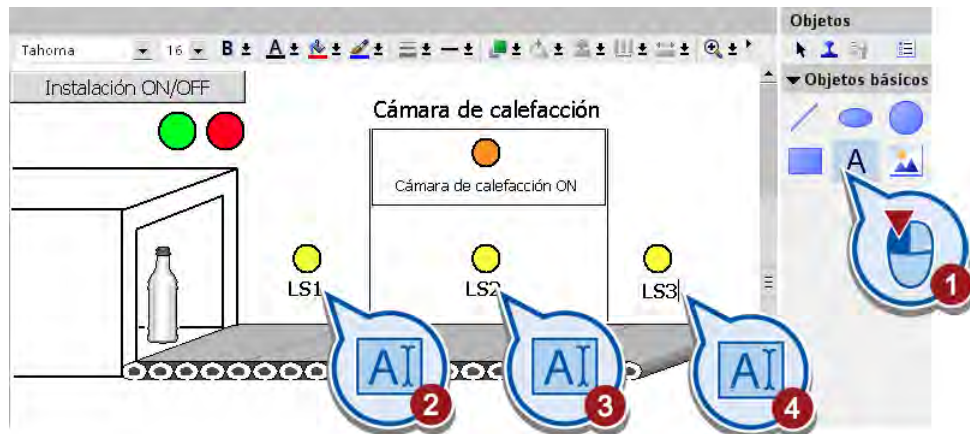 Objetos
Tahoma 16 B A
Objetos básicos
Instalación ON/OFF
Cámara de calefacción
A
Cámara de calefacción ON
1
LS1
LS2
LS3
A
A
A
2
3
4